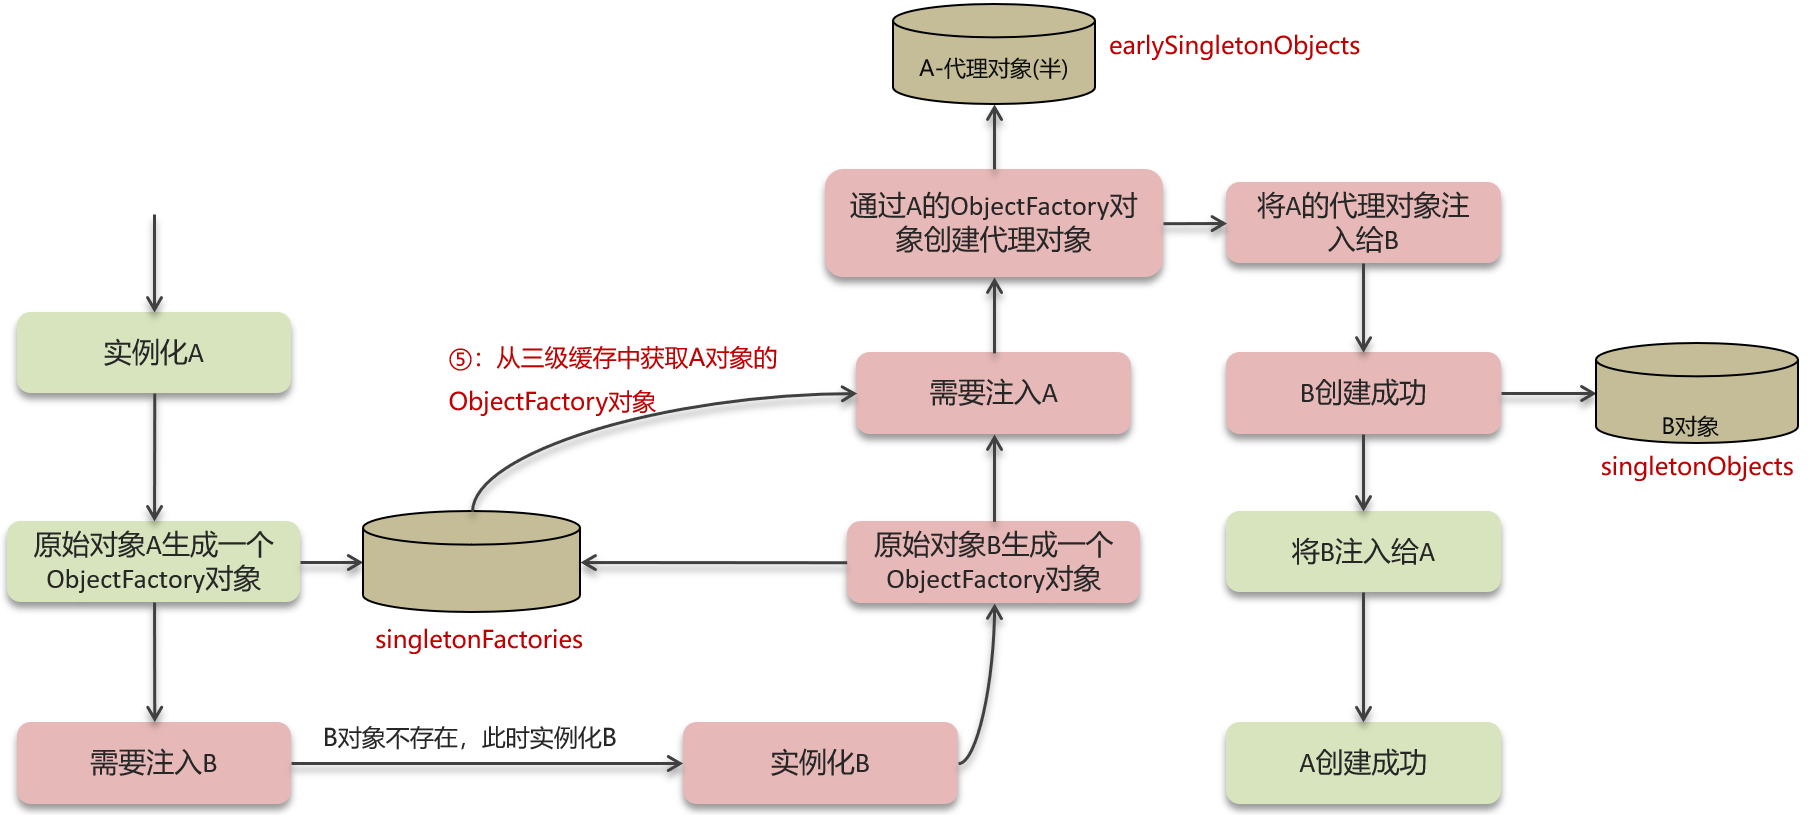 A-代理对象(半)
earlySingletonObjects
通过A的ObjectFactory对
象创建代理对象
将A的代理对象注
入给B
实例化A
⑤：从三级缓存中获取A对象的
ObjectFactory对象
需要注入A
B创建成功
B对象
singletonObjects
原始对象A生成一个
ObjectFactory对象
singletonFactories
原始对象B生成一个
ObjectFactory对象
将B注入给A
需要注入B
B对象不存在，此时实例化B
实例化B
A创建成功